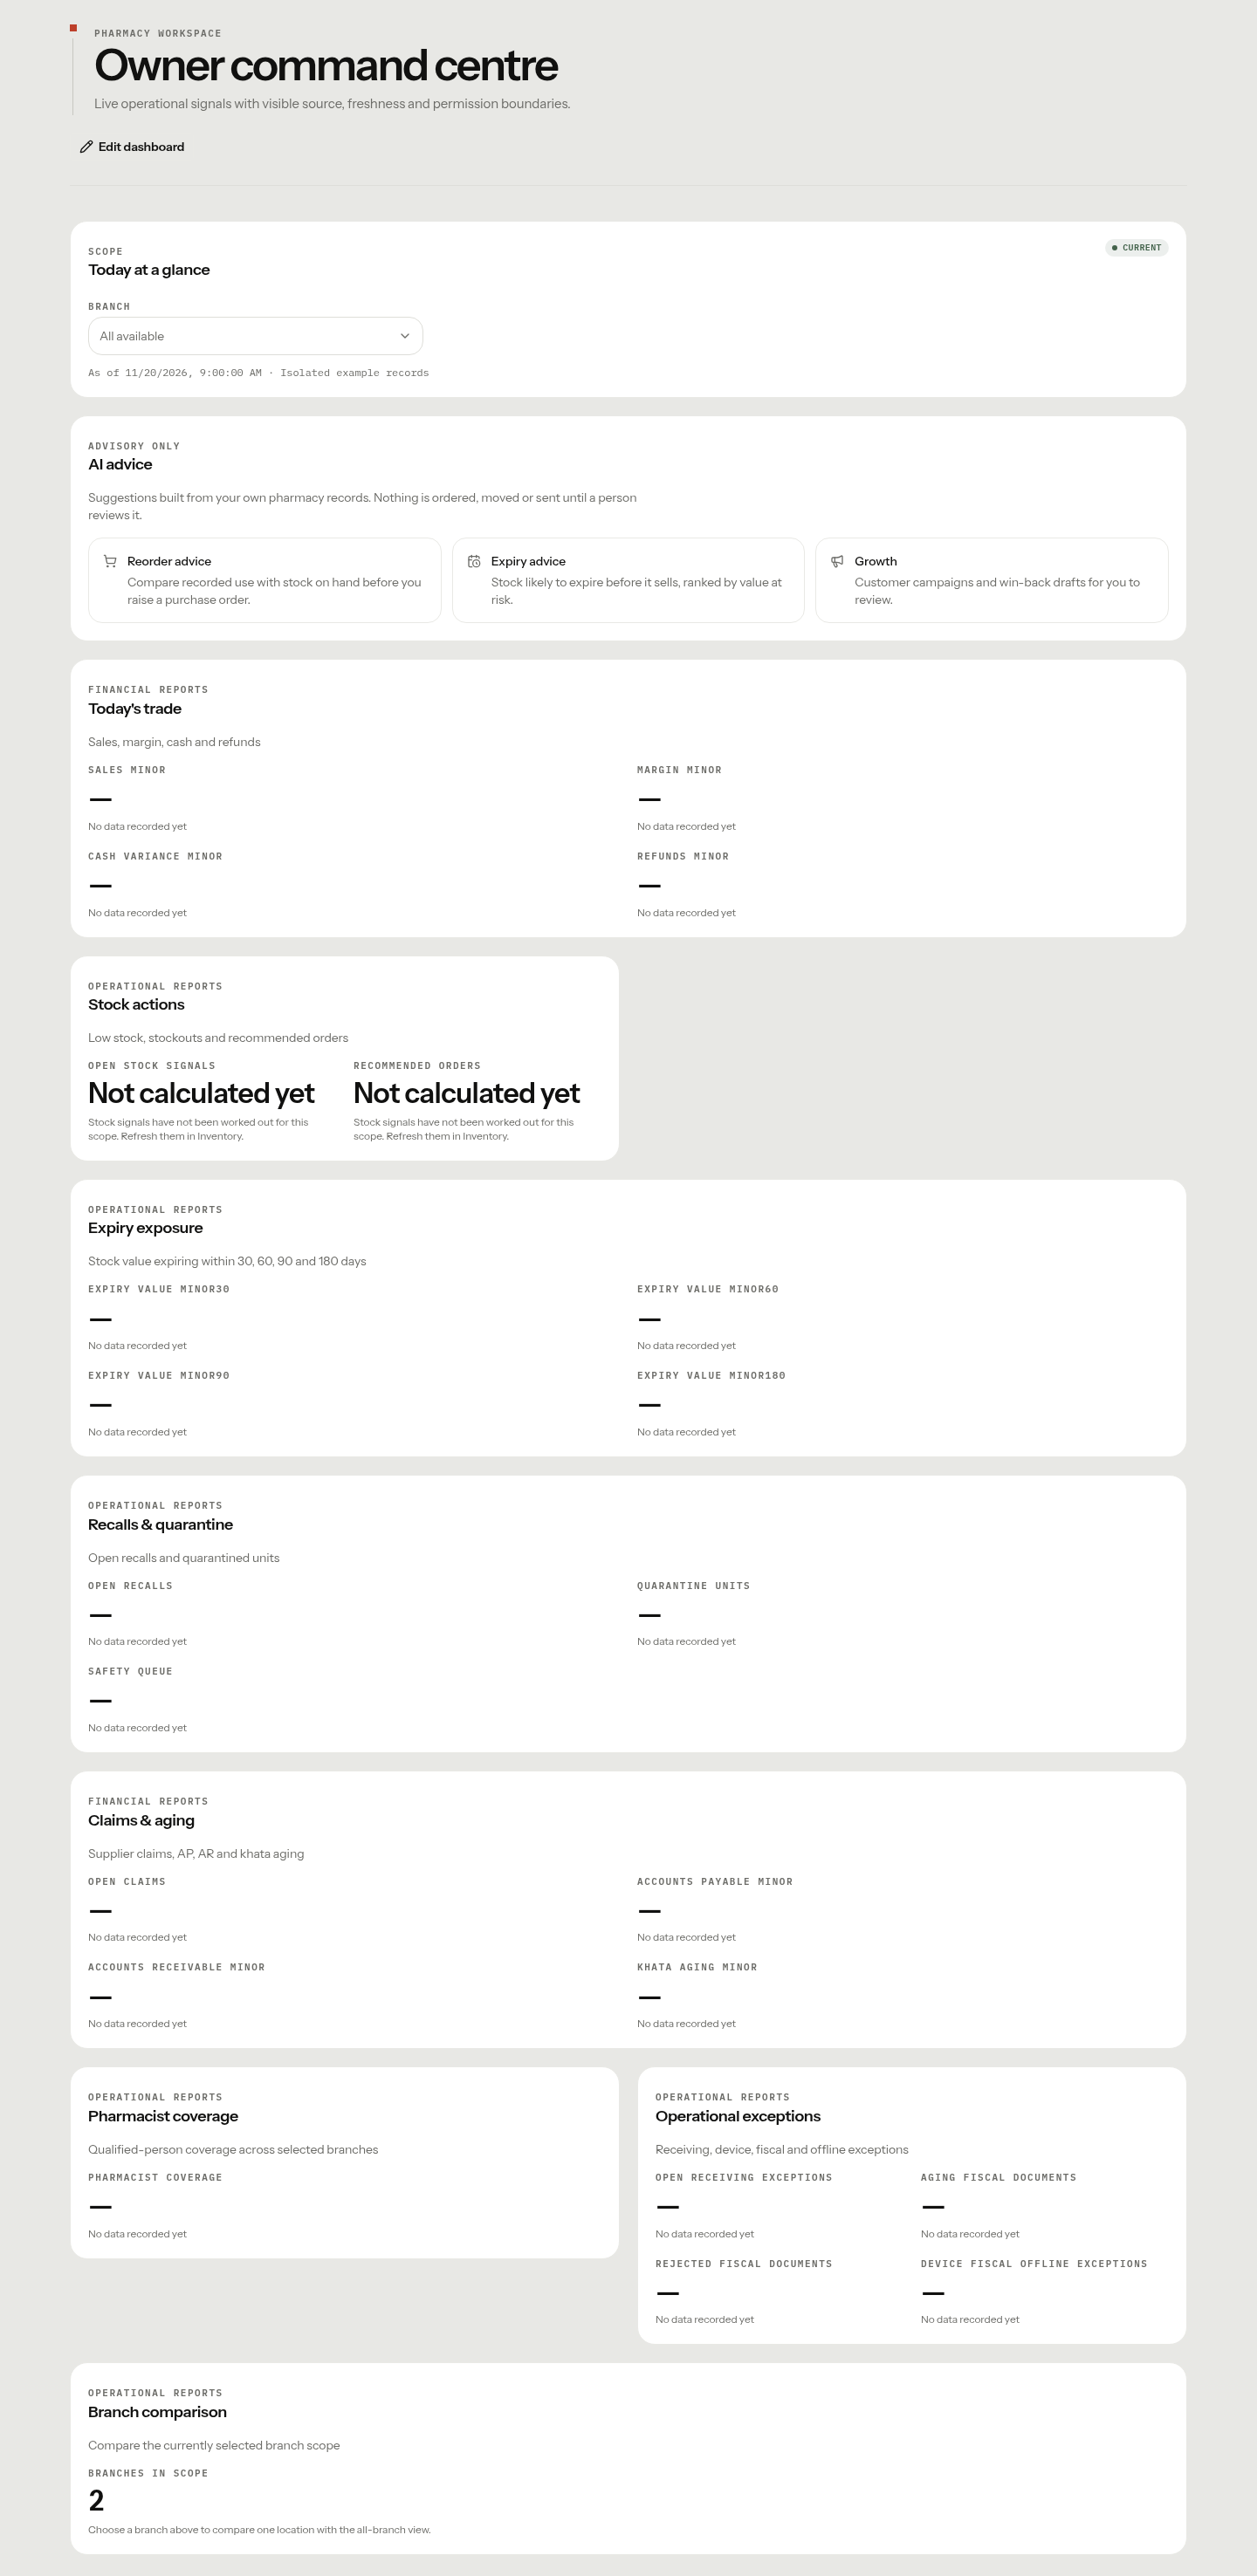 PHARMACY WORKSPACE
Owner command centre
Live operational signals with visible source, freshness and permission boundaries.
Edit dashboard
SCOPE
CURRENT
Today at a glance
BRANCH
All available
As of 11/20/2026, 9:00:00 AM · Isolated example records
ADVISORY ONLY
AI advice
Suggestions built from your own pharmacy records. Nothing is ordered, moved or sent until a person
reviews it.
Reorder advice
Compare recorded use with stock on hand before you
raise a purchase order.
Expiry advice
Stock likely to expire before it sells, ranked by value at
risk.
Growth
Customer campaigns and win-back drafts for you to
review.
FINANCIAL REPORTS
Today's trade
Sales, margin, cash and refunds
SALES MINOR
—
No data recorded yet
MARGIN MINOR
—
No data recorded yet
CASH VARIANCE MINOR
—
No data recorded yet
REFUNDS MINOR
—
No data recorded yet
OPERATIONAL REPORTS
Stock actions
Low stock, stockouts and recommended orders
OPEN STOCK SIGNALS
Not calculated yet
Stock signals have not been worked out for this
scope. Refresh them in Inventory.
RECOMMENDED ORDERS
Not calculated yet
Stock signals have not been worked out for this
scope. Refresh them in Inventory.
OPERATIONAL REPORTS
Expiry exposure
Stock value expiring within 30, 60, 90 and 180 days
EXPIRY VALUE MINOR30
—
No data recorded yet
EXPIRY VALUE MINOR60
—
No data recorded yet
EXPIRY VALUE MINOR90
—
No data recorded yet
EXPIRY VALUE MINOR180
—
No data recorded yet
OPERATIONAL REPORTS
Recalls & quarantine
Open recalls and quarantined units
OPEN RECALLS
—
No data recorded yet
QUARANTINE UNITS
—
No data recorded yet
SAFETY QUEUE
—
No data recorded yet
FINANCIAL REPORTS
Claims & aging
Supplier claims, AP, AR and khata aging
OPEN CLAIMS
—
No data recorded yet
ACCOUNTS PAYABLE MINOR
—
No data recorded yet
ACCOUNTS RECEIVABLE MINOR
—
No data recorded yet
KHATA AGING MINOR
—
No data recorded yet
OPERATIONAL REPORTS
Pharmacist coverage
Qualified-person coverage across selected branches
PHARMACIST COVERAGE
—
No data recorded yet
OPERATIONAL REPORTS
Operational exceptions
Receiving, device, fiscal and offline exceptions
OPEN RECEIVING EXCEPTIONS
—
No data recorded yet
AGING FISCAL DOCUMENTS
—
No data recorded yet
REJECTED FISCAL DOCUMENTS
—
No data recorded yet
DEVICE FISCAL OFFLINE EXCEPTIONS
—
No data recorded yet
OPERATIONAL REPORTS
Branch comparison
Compare the currently selected branch scope
BRANCHES IN SCOPE
2
Choose a branch above to compare one location with the all-branch view.